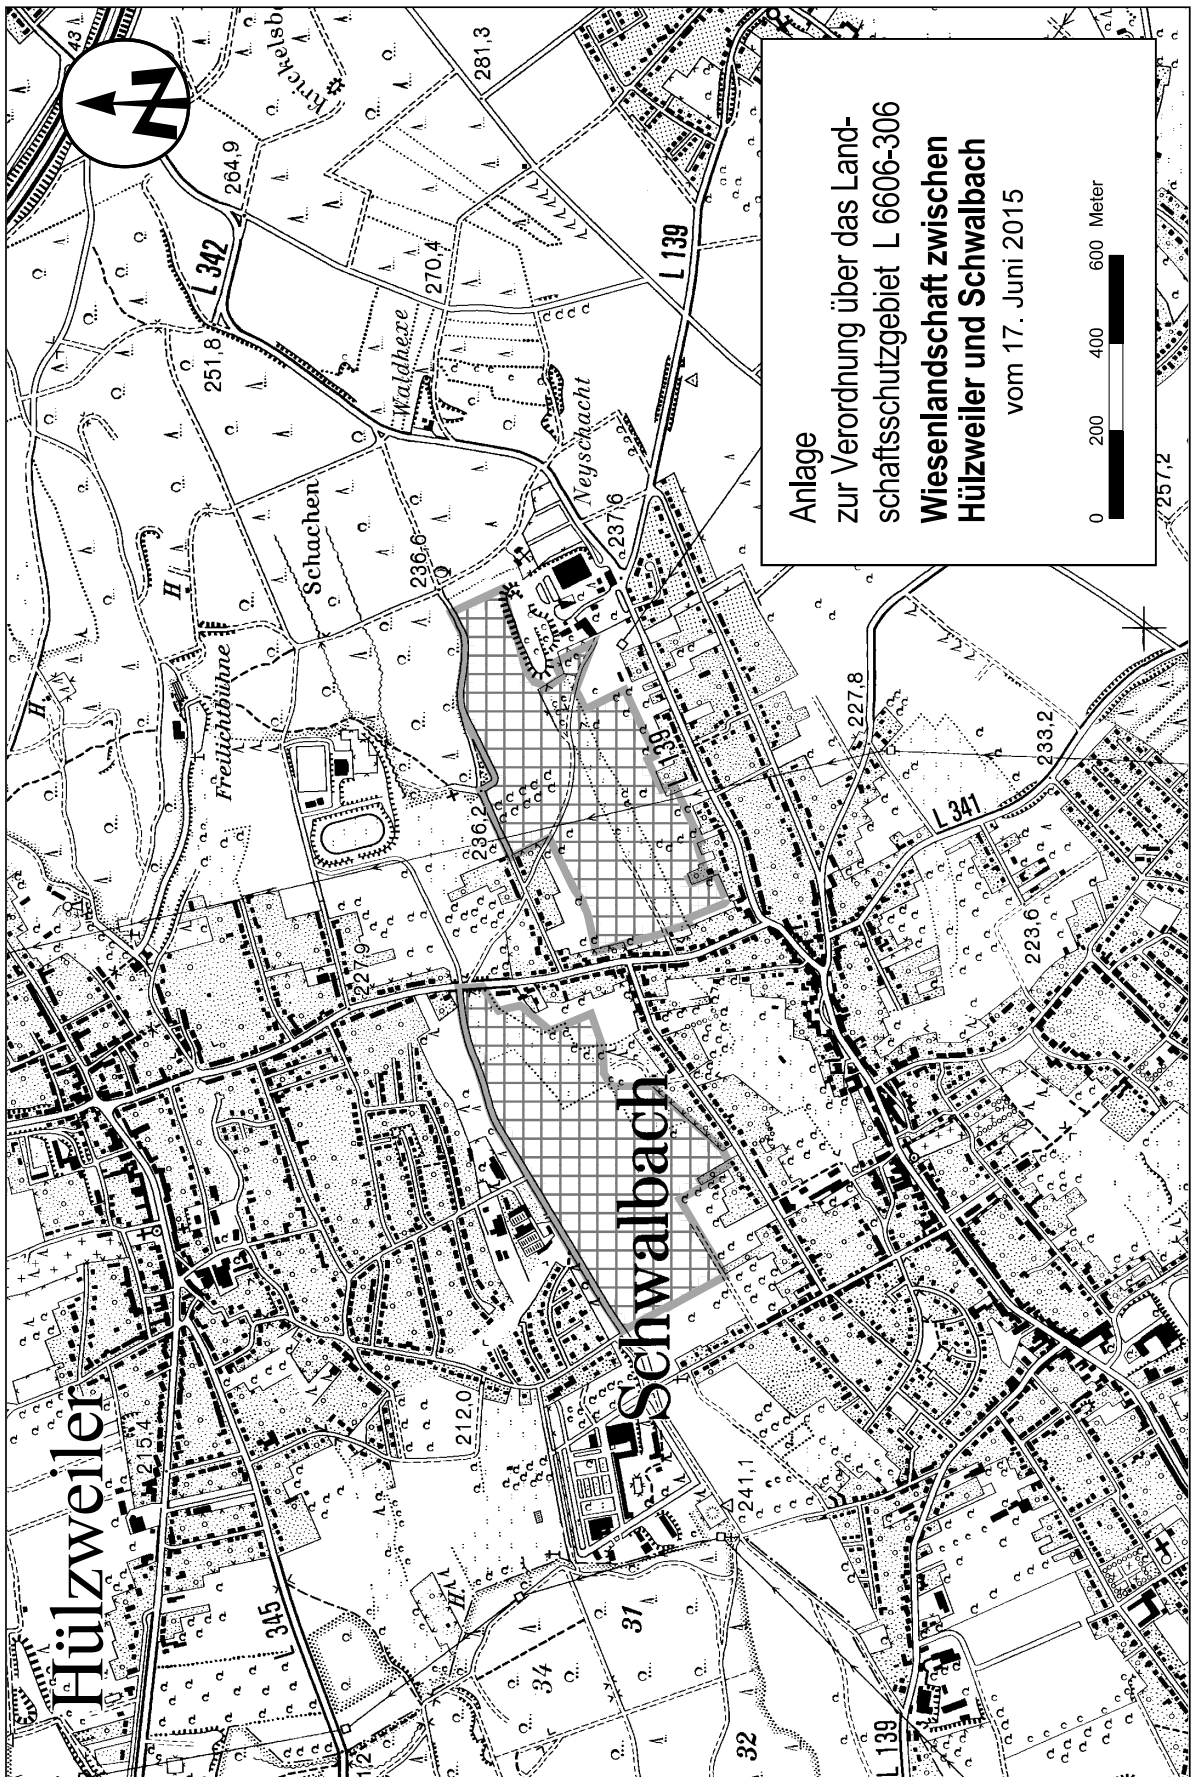 Anlage
zur Verordnung über das Land-
schaftsschutzgebiet L 6606-306
Wiesenlandschaft zwischen
Hülzweiler und Schwalbach
vom 17. Juni 2015
0 200 400 600 Meter
N
Hülzweiler
Schwalbach
Freilichtbühne
Schachen
Waldhexe
Neyschacht
L 342
L 139
L 139
L 139
L 341
L 345
43
281,3
264,9
270,4
251,8
236,6
237,6
236,2
227,9
227,8
233,2
223,6
257,2
215,4
212,0
241,1
31
34
32
H
H.
H.